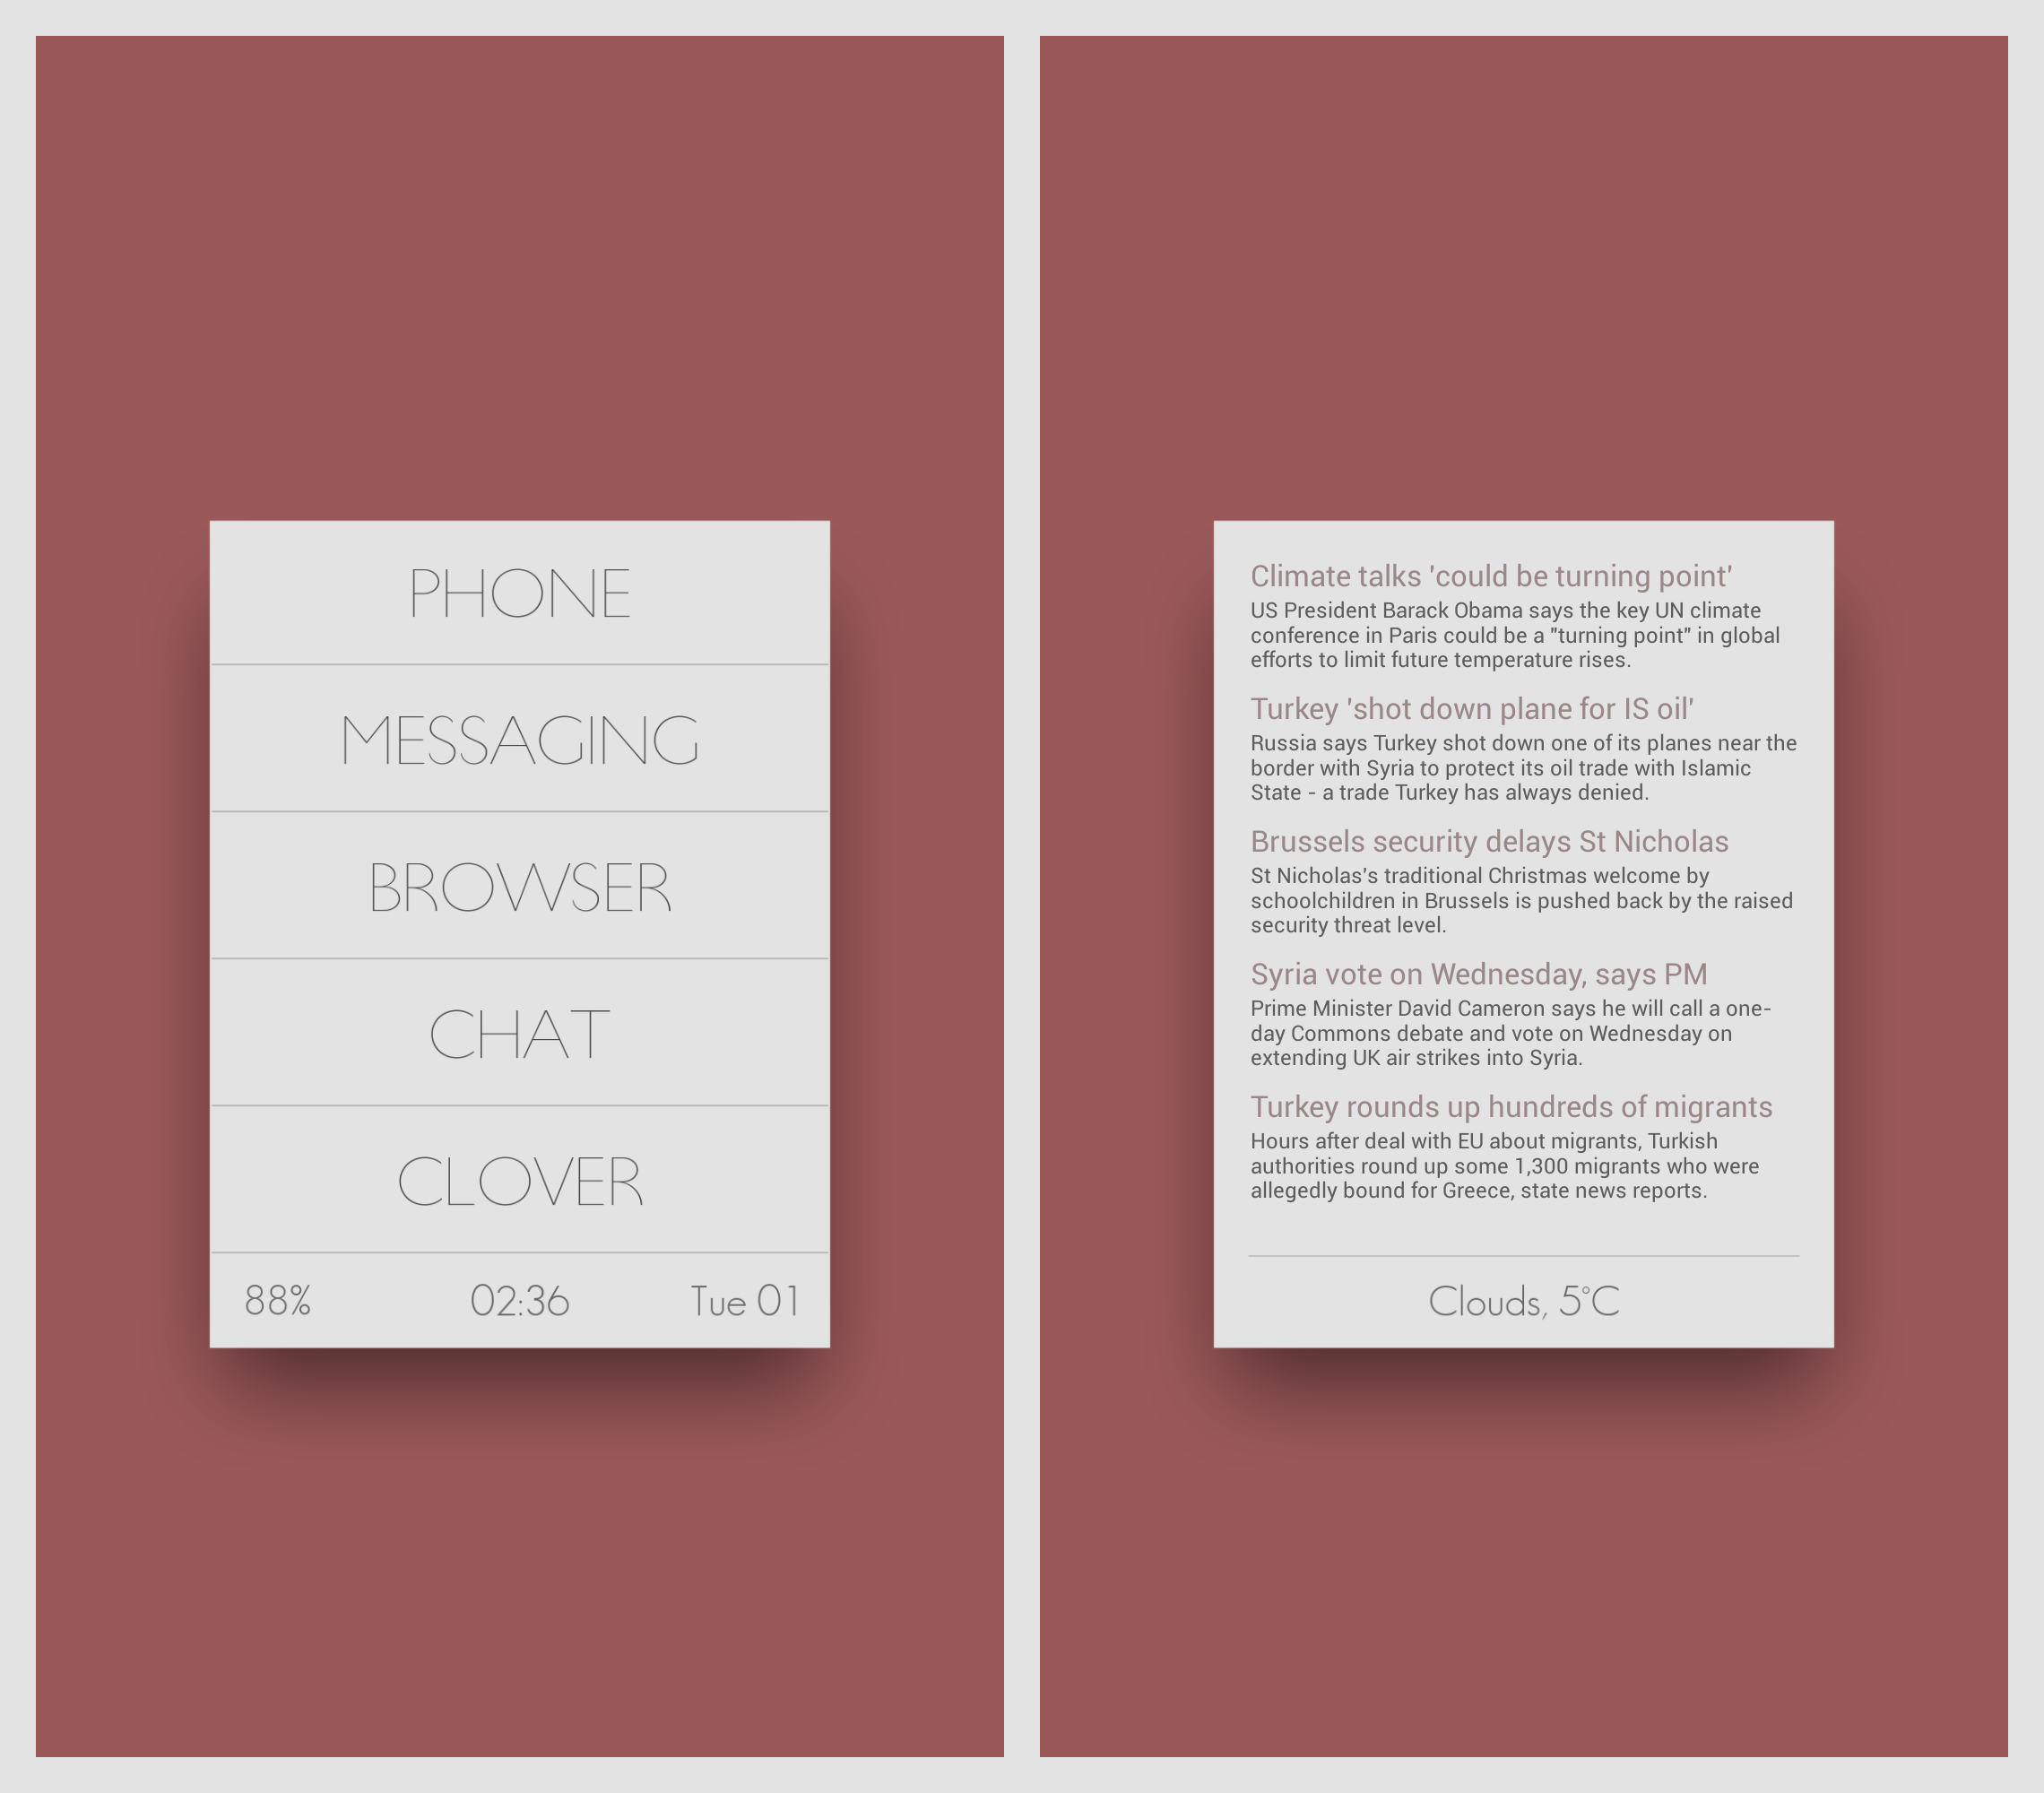 PHONE
MESSAGING
BROWSER
CHAT
CLOVER
88% 02:36 Tue 01
Climate talks 'could be turning point'
US President Barack Obama says the key UN climate
conference in Paris could be a "turning point" in global
efforts to limit future temperature rises.
Turkey 'shot down plane for IS oil'
Russia says Turkey shot down one of its planes near the
border with Syria to protect its oil trade with Islamic
State - a trade Turkey has always denied.
Brussels security delays St Nicholas
St Nicholas's traditional Christmas welcome by
schoolchildren in Brussels is pushed back by the raised
security threat level.
Syria vote on Wednesday, says PM
Prime Minister David Cameron says he will call a one-
day Commons debate and vote on Wednesday on
extending UK air strikes into Syria.
Turkey rounds up hundreds of migrants
Hours after deal with EU about migrants, Turkish
authorities round up some 1,300 migrants who were
allegedly bound for Greece, state news reports.
Clouds, 5°C